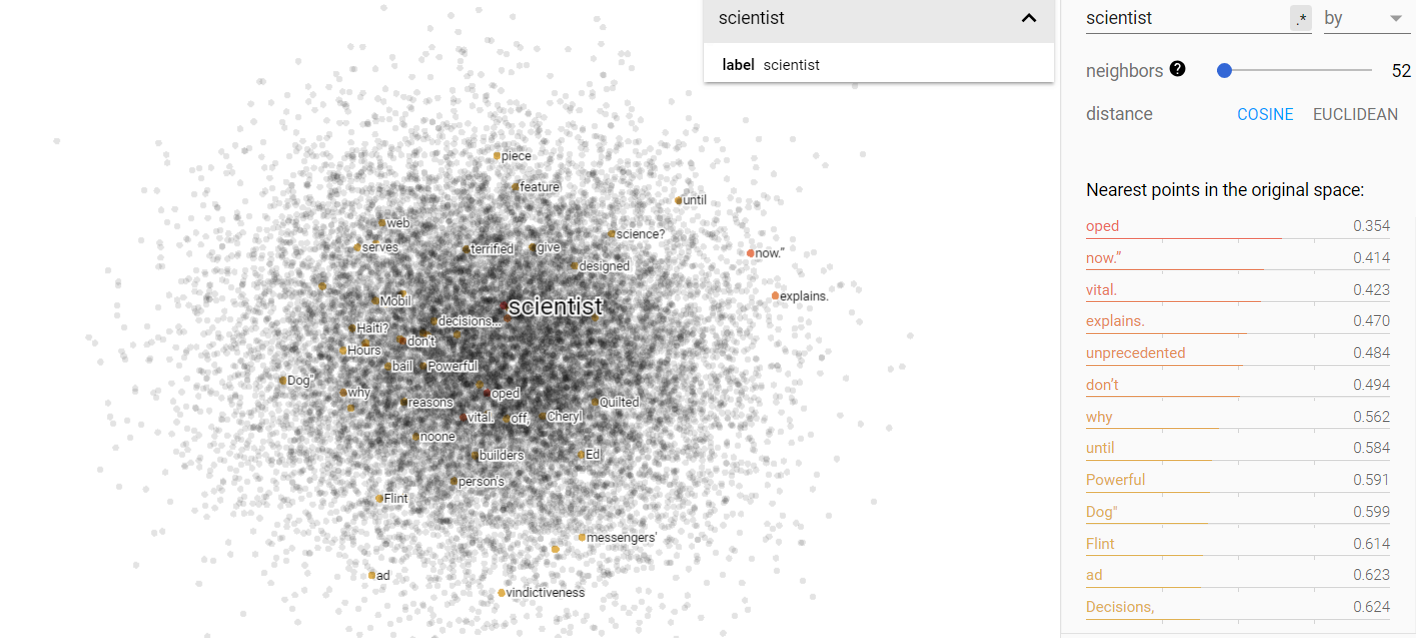 scientist
label scientist
piece
feature
until
web
science?
serves
terrified
give
now.”
designed
explains.
Mobil
scientist
decisions...
Haiti?
don't
Hours
bail
Powerful
Dog"
why
oped
reasons
Quilted
vital.
off,
Cheryl
noone
builders
Ed
person's
Flint
messengers'
ad
vindictiveness
scientist .* by
neighbors ? 52
distance COSINE EUCLIDEAN
Nearest points in the original space:
oped 0.354
now.” 0.414
vital. 0.423
explains. 0.470
unprecedented 0.484
don’t 0.494
why 0.562
until 0.584
Powerful 0.591
Dog" 0.599
Flint 0.614
ad 0.623
Decisions, 0.624